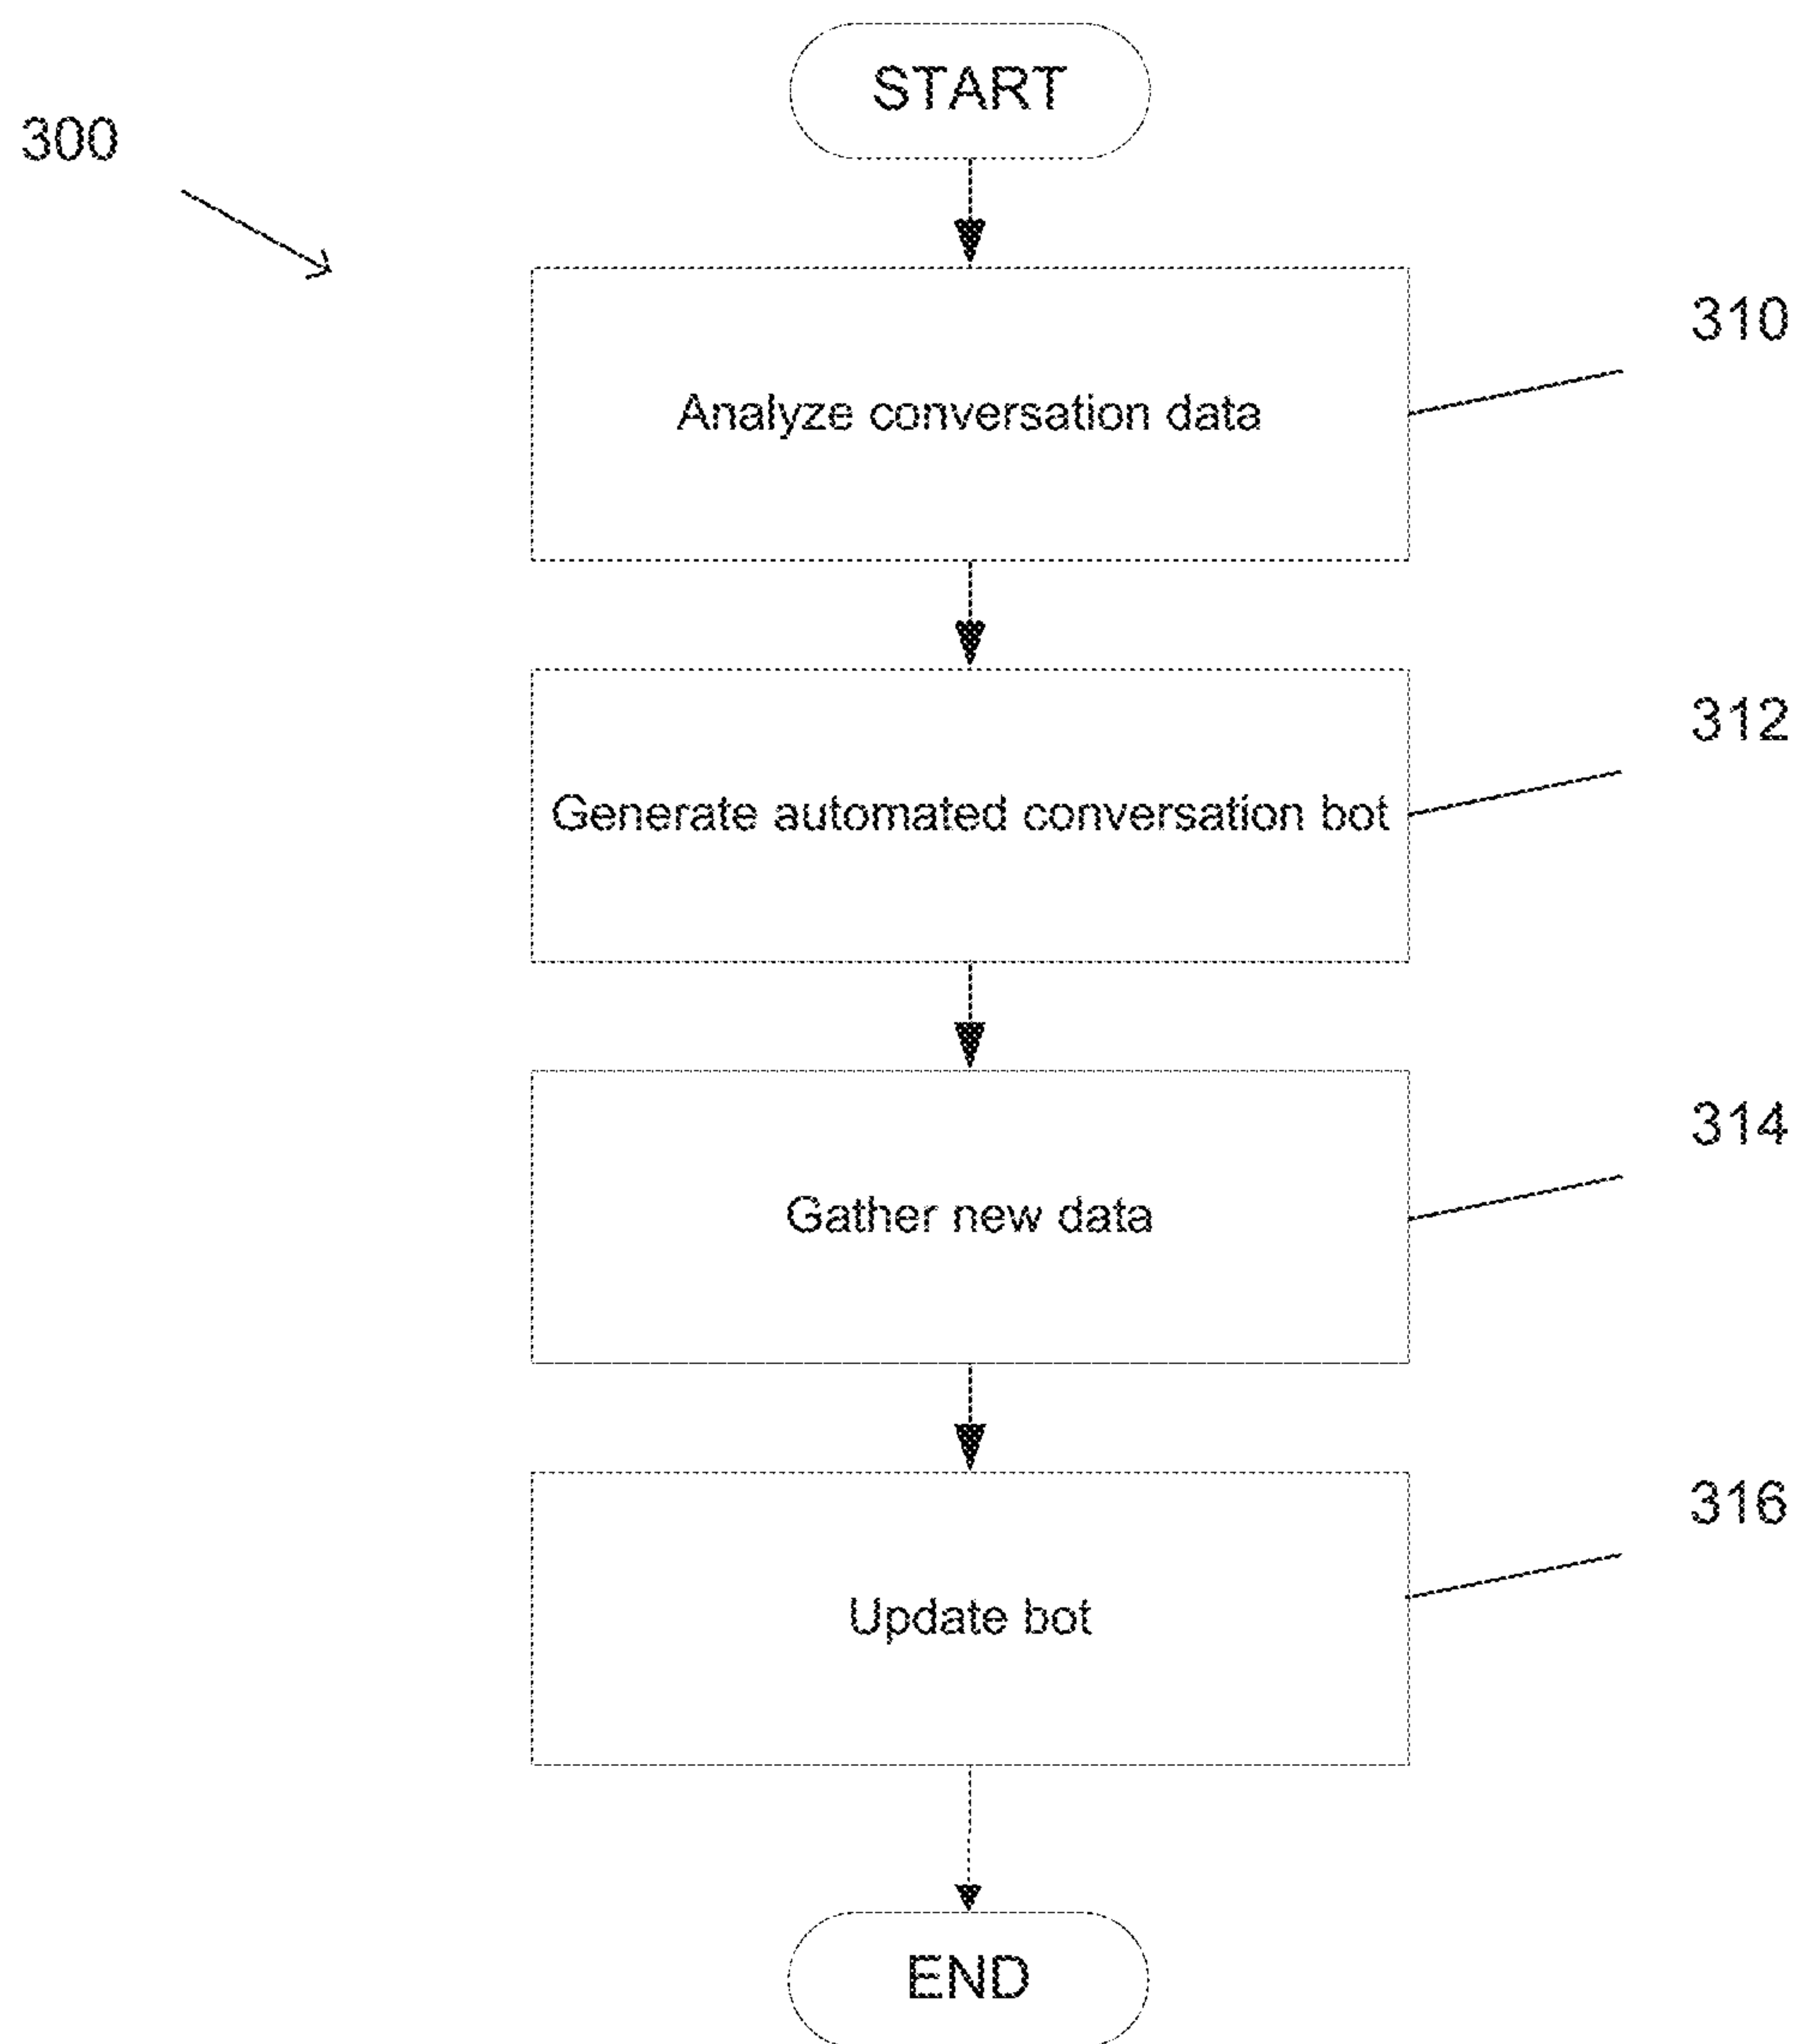 START
300
310
Analyze conversation data
312
Generate automated conversation bot
314
Gather new data
316
Update bot
END